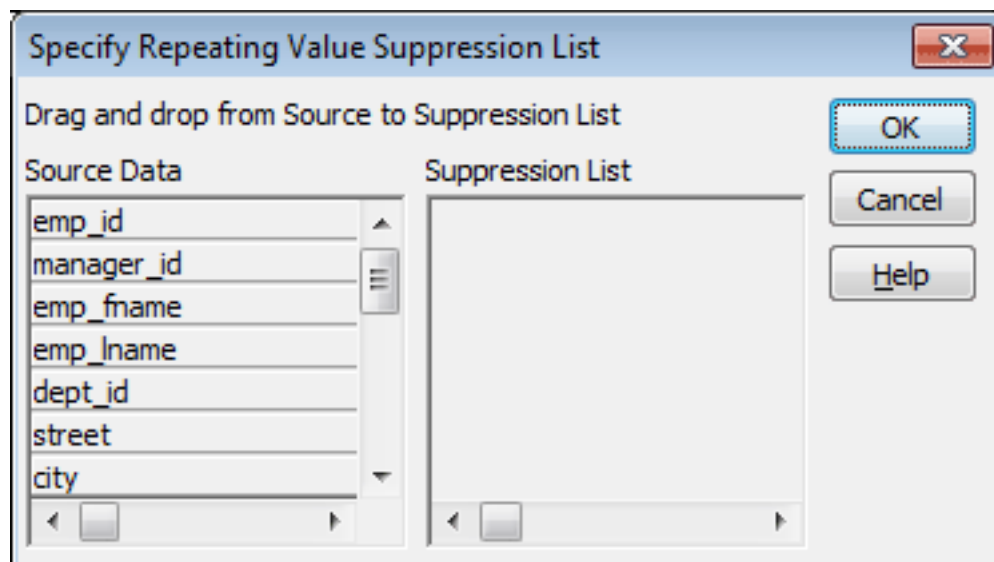 Specify Repeating Value Suppression List
Drag and drop from Source to Suppression List
OK
Source Data
Suppression List
Cancel
Help
emp_id
manager_id
emp_fname
emp_lname
dept_id
street
city